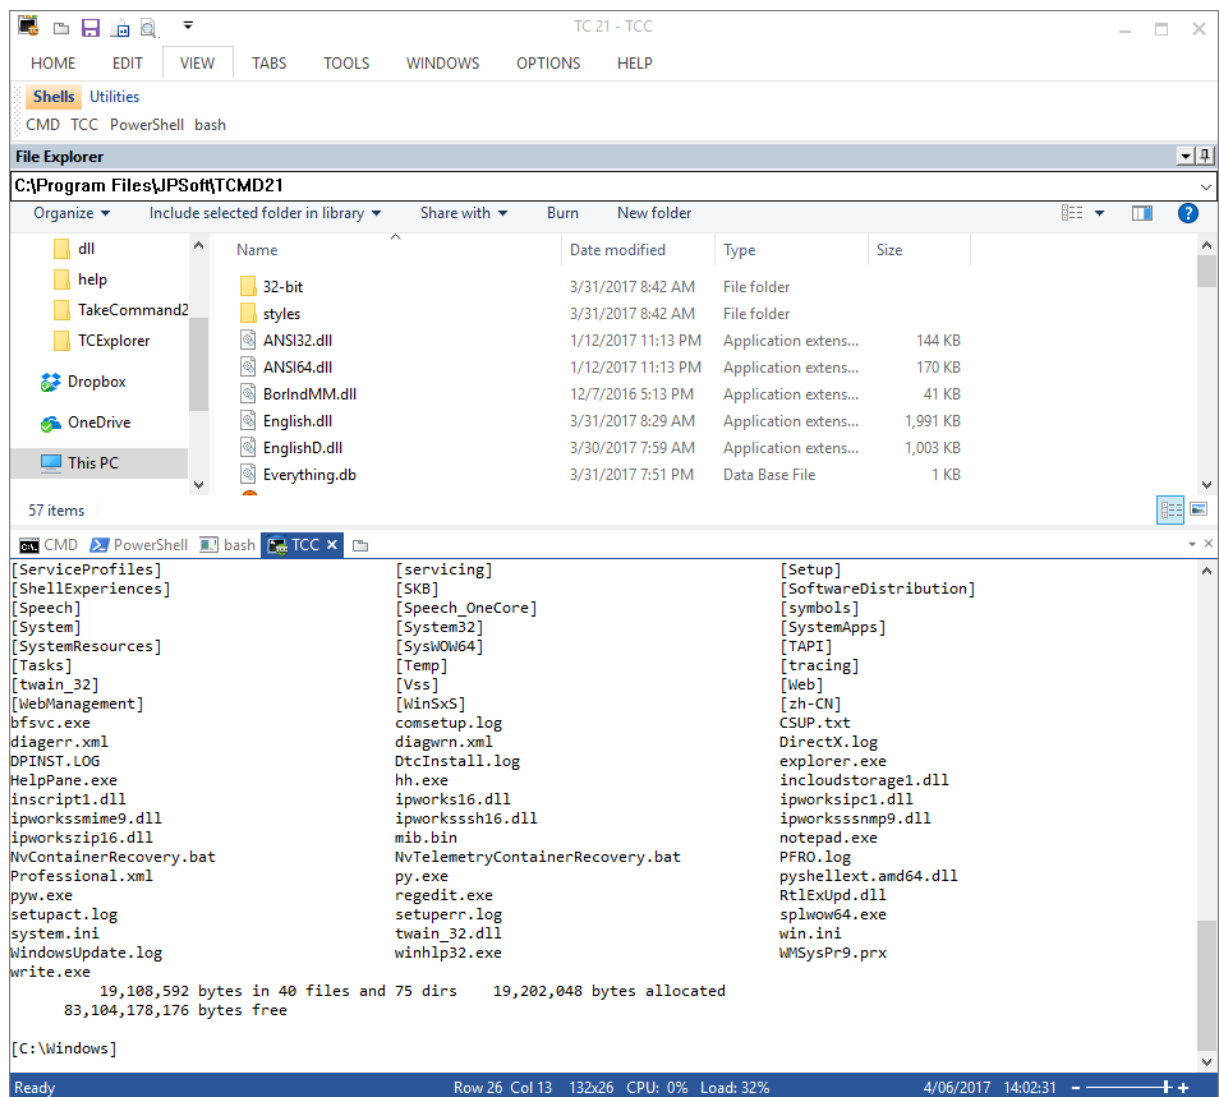 TC 21 - TCC
HOME EDIT VIEW TABS TOOLS WINDOWS OPTIONS HELP
Shells Utilities
CMD TCC PowerShell bash
File Explorer
C:\Program Files\JPSoft\TCMD21
Organize Include selected folder in library Share with Burn New folder
dll
help
TakeCommand2
TCExplorer
Dropbox
OneDrive
This PC
Name Date modified Type Size
32-bit 3/31/2017 8:42 AM File folder
styles 3/31/2017 8:42 AM File folder
ANSI32.dll 1/12/2017 11:13 PM Application extens... 144 KB
ANSI64.dll 1/12/2017 11:13 PM Application extens... 170 KB
BorlndMM.dll 12/7/2016 5:13 PM Application extens... 41 KB
English.dll 3/31/2017 8:29 AM Application extens... 1,991 KB
EnglishD.dll 3/30/2017 7:59 AM Application extens... 1,003 KB
Everything.db 3/31/2017 7:51 PM Data Base File 1 KB
57 items
CMD PowerShell bash TCC
[ServiceProfiles] [servicing] [Setup]
[ShellExperiences] [SKB] [SoftwareDistribution]
[Speech] [Speech_OneCore] [symbols]
[System] [System32] [SystemApps]
[SystemResources] [SysWOW64] [TAPI]
[Tasks] [Temp] [tracing]
[twain_32] [Vss] [Web]
[WebManagement] [WinSxS] [zh-CN]
bfsvc.exe comsetup.log CSUP.txt
diagerr.xml diagwrn.xml DirectX.log
DPINST.LOG DtcInstall.log explorer.exe
HelpPane.exe hh.exe incloudstorage1.dll
inscript1.dll ipworks16.dll ipworksipc1.dll
ipworkssmime9.dll ipworksssh16.dll ipworkssnmp9.dll
ipworkszip16.dll mib.bin notepad.exe
NvContainerRecovery.bat NvTelemetryContainerRecovery.bat PFRO.log
Professional.xml py.exe pyshellext.amd64.dll
pyw.exe regedit.exe RtlExUpd.dll
setupact.log setuperr.log splwow64.exe
system.ini twain_32.dll win.ini
WindowsUpdate.log winhlp32.exe WMSysPr9.prx
write.exe
19,108,592 bytes in 40 files and 75 dirs 19,202,048 bytes allocated
83,104,178,176 bytes free
[C:\Windows]
Ready Row 26 Col 13 132x26 CPU: 0% Load: 32% 4/06/2017 14:02:31